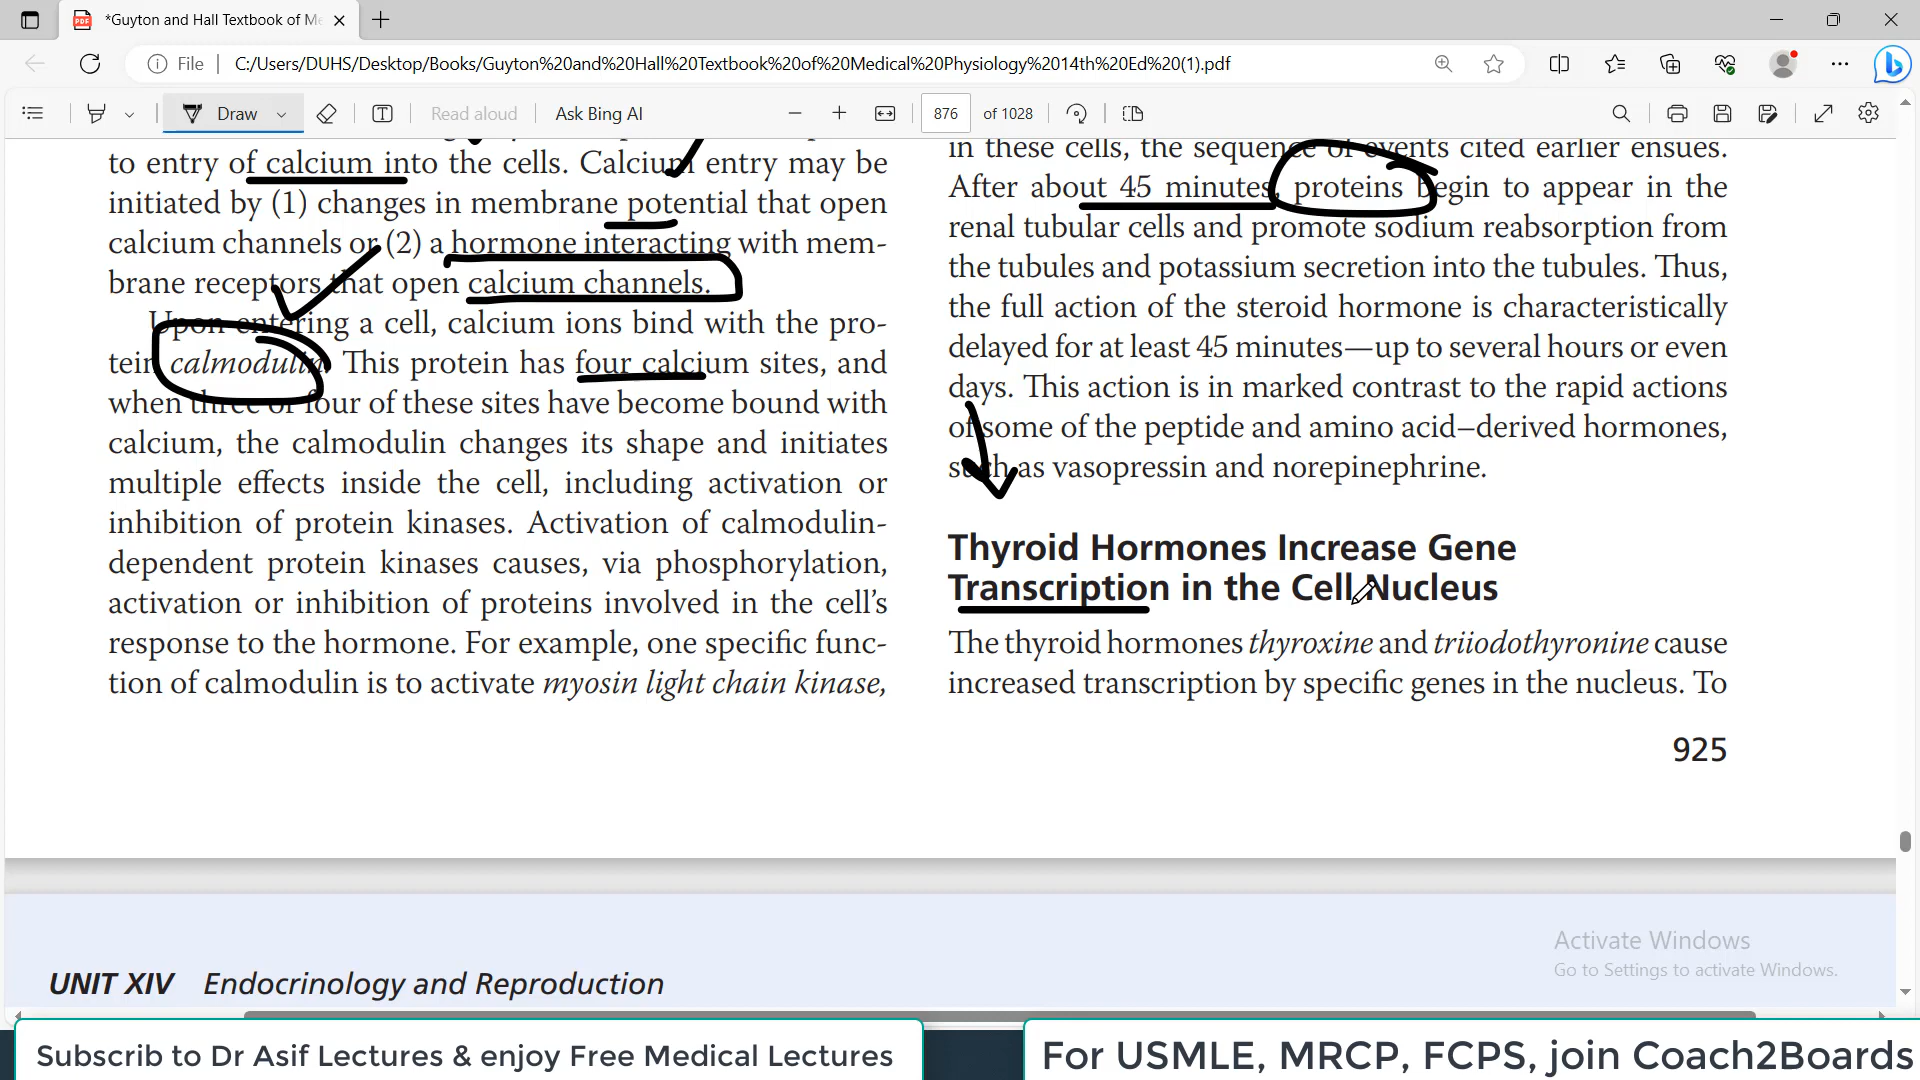 *Guyton and Hall Textbook of Me
File
C:/Users/DUHS/Desktop/Books/Guyton%20and%20Hall%20Textbook%20of%20Medical%20Physiology%2014th%20Ed%20(1).pdf
Draw
Read aloud
Ask Bing AI
876 of 1028
to entry of calcium into the cells. Calcium entry may be
initiated by (1) changes in membrane potential that open
calcium channels or (2) a hormone interacting with mem-
brane receptors that open calcium channels.
Upon entering a cell, calcium ions bind with the pro-
tein calmodulin. This protein has four calcium sites, and
when three or four of these sites have become bound with
calcium, the calmodulin changes its shape and initiates
multiple effects inside the cell, including activation or
inhibition of protein kinases. Activation of calmodulin-
dependent protein kinases causes, via phosphorylation,
activation or inhibition of proteins involved in the cell's
response to the hormone. For example, one specific func-
tion of calmodulin is to activate myosin light chain kinase,
in these cells, the sequence of events cited earlier ensues.
After about 45 minutes, proteins begin to appear in the
renal tubular cells and promote sodium reabsorption from
the tubules and potassium secretion into the tubules. Thus,
the full action of the steroid hormone is characteristically
delayed for at least 45 minutes—up to several hours or even
days. This action is in marked contrast to the rapid actions
of some of the peptide and amino acid–derived hormones,
such as vasopressin and norepinephrine.
Thyroid Hormones Increase Gene
Transcription in the Cell Nucleus
The thyroid hormones thyroxine and triiodothyronine cause
increased transcription by specific genes in the nucleus. To
925
UNIT XIV Endocrinology and Reproduction
Activate Windows
Go to Settings to activate Windows.
Subscrib to Dr Asif Lectures & enjoy Free Medical Lectures
For USMLE, MRCP, FCPS, join Coach2Boards